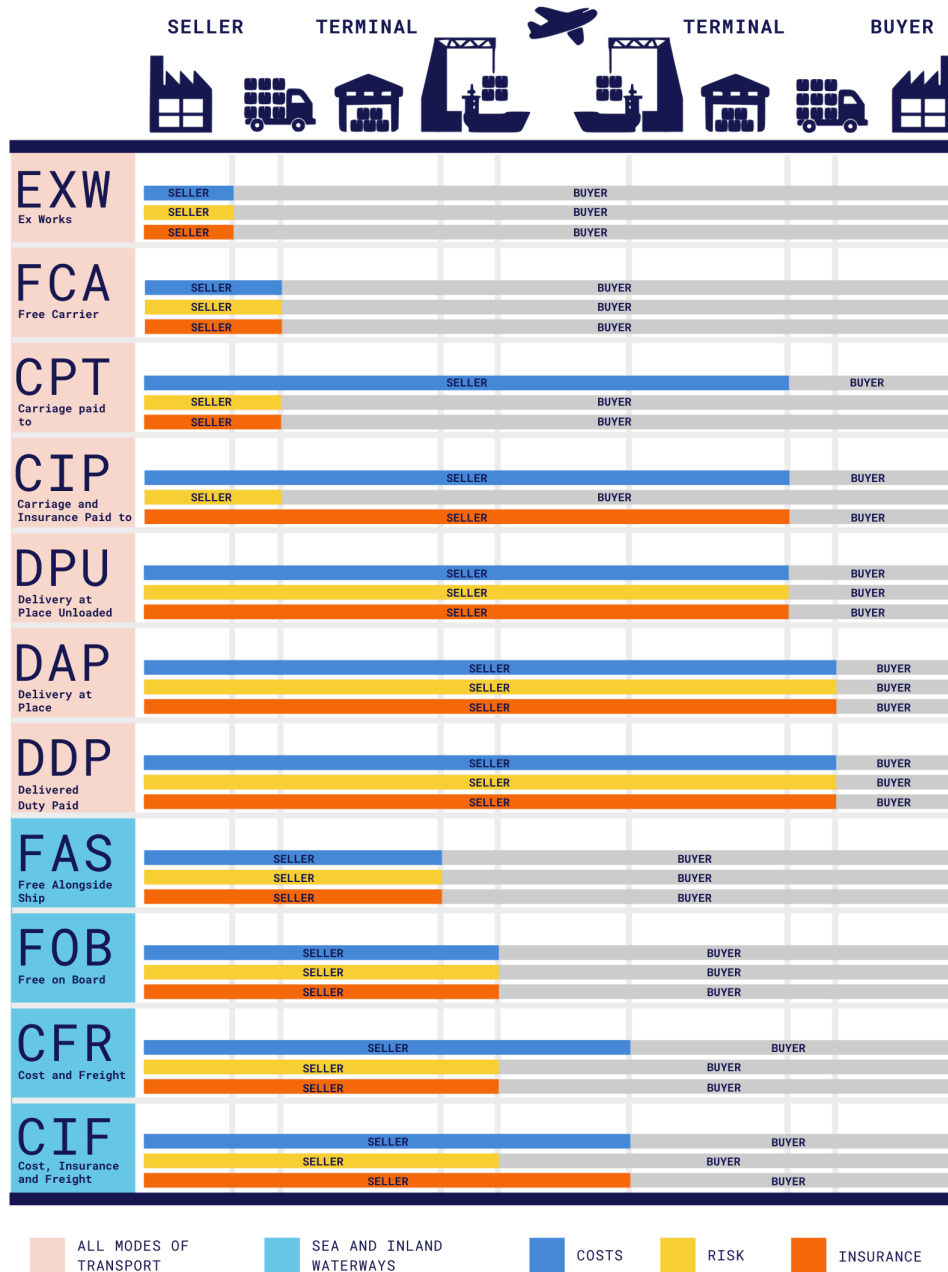 SELLER TERMINAL TERMINAL BUYER
EXW
Ex Works
SELLER BUYER
SELLER BUYER
SELLER BUYER
FCA
Free Carrier
SELLER BUYER
SELLER BUYER
SELLER BUYER
CPT
Carriage paid
to
SELLER BUYER
SELLER BUYER
SELLER BUYER
CIP
Carriage and
Insurance Paid to
SELLER BUYER
SELLER BUYER
SELLER BUYER
DPU
Delivery at
Place Unloaded
SELLER BUYER
SELLER BUYER
SELLER BUYER
DAP
Delivery at
Place
SELLER BUYER
SELLER BUYER
SELLER BUYER
DDP
Delivered
Duty Paid
SELLER BUYER
SELLER BUYER
SELLER BUYER
FAS
Free Alongside
Ship
SELLER BUYER
SELLER BUYER
SELLER BUYER
FOB
Free on Board
SELLER BUYER
SELLER BUYER
SELLER BUYER
CFR
Cost and Freight
SELLER BUYER
SELLER BUYER
SELLER BUYER
CIF
Cost, Insurance
and Freight
SELLER BUYER
SELLER BUYER
SELLER BUYER
ALL MODES OF
TRANSPORT
SEA AND INLAND
WATERWAYS
COSTS
RISK
INSURANCE